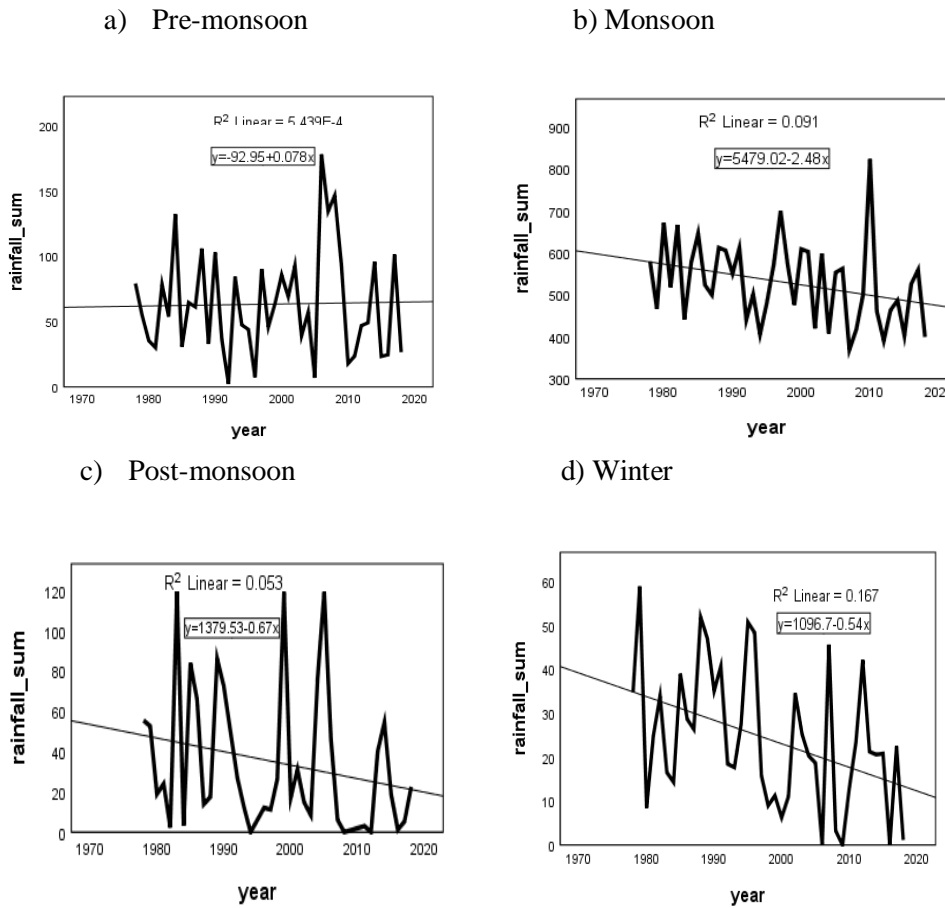 a) Pre-monsoon
b) Monsoon
200
150
100
50
0
rainfall_sum
R² Linear = 5.439E-4
y=-92.95+0.078x
1970 1980 1990 2000 2010 2020
year
900
800
700
600
500
400
300
rainfall_sum
R² Linear = 0.091
y=5479.02-2.48x
1970 1980 1990 2000 2010 202
year
c) Post-monsoon
d) Winter
120
100
80
60
40
20
0
rainfall_sum
R² Linear = 0.053
y=1379.53-0.67x
1970 1980 1990 2000 2010 2020
year
60
50
40
30
20
10
0
rainfall_sum
R² Linear = 0.167
y=1096.7-0.54x
1970 1980 1990 2000 2010 2020
year